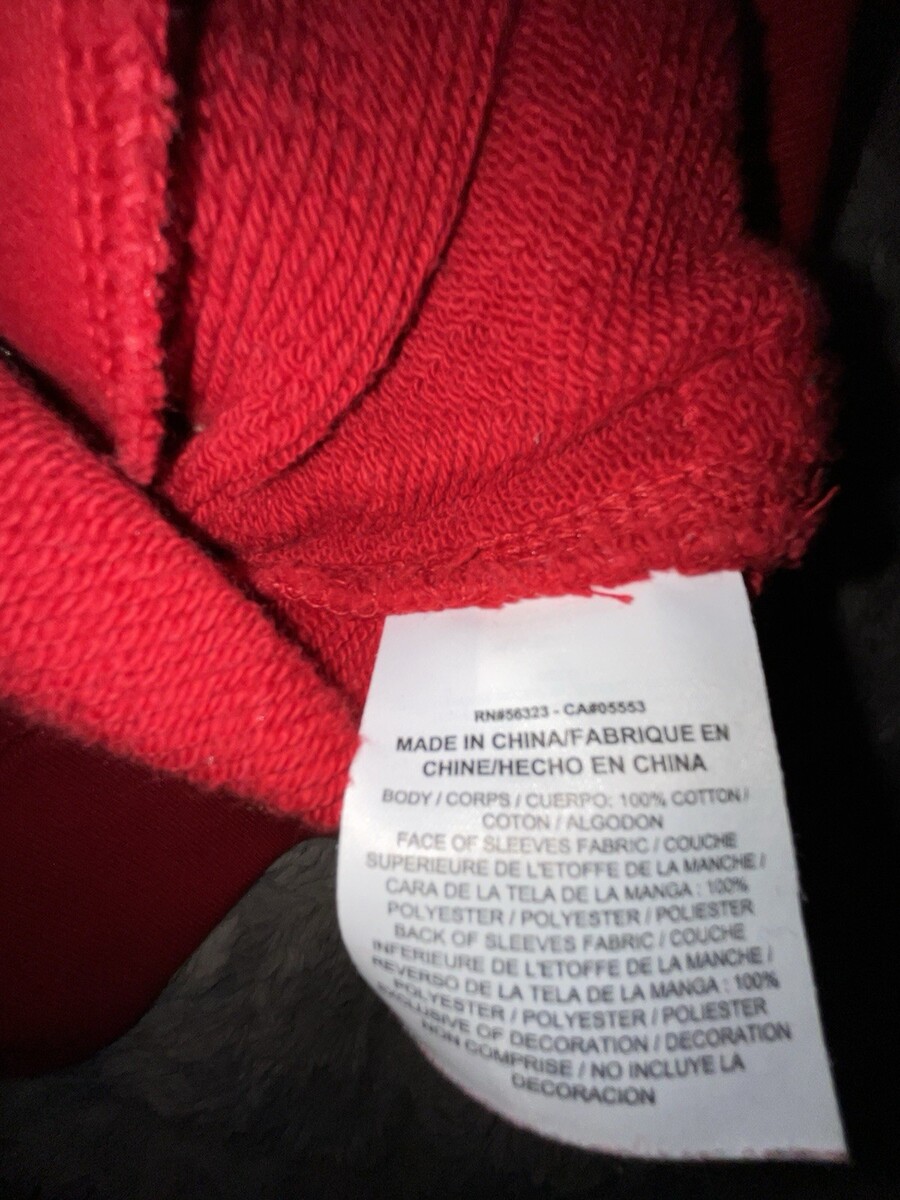 RN#56323 - CA#05553
MADE IN CHINA/FABRIQUE EN
CHINE/HECHO EN CHINA
BODY / CORPS / CUERPO: 100% COTTON /
COTON / ALGODON
FACE OF SLEEVES FABRIC / COUCHE
SUPERIEURE DE L'ETOFFE DE LA MANCHE /
CARA DE LA TELA DE LA MANGA : 100%
POLYESTER / POLYESTER / POLIESTER
BACK OF SLEEVES FABRIC / COUCHE
INFERIEURE DE L'ETOFFE DE LA MANCHE /
REVERSO DE LA TELA DE LA MANGA : 100%
POLYESTER / POLYESTER / POLIESTER
EXCLUSIVE OF DECORATION / DECORATION
NON COMPRISE / NO INCLUYE LA
DECORACION